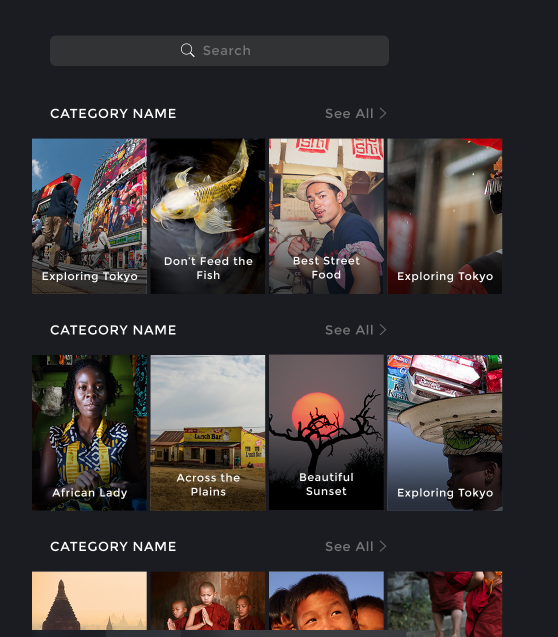 Search
CATEGORY NAME
See All
Exploring Tokyo
Don't Feed the
Fish
Best Street
Food
Exploring Tokyo
CATEGORY NAME
See All
African Lady
Lunch Bar
Across the
Plains
Beautiful
Sunset
Exploring Tokyo
CATEGORY NAME
See All